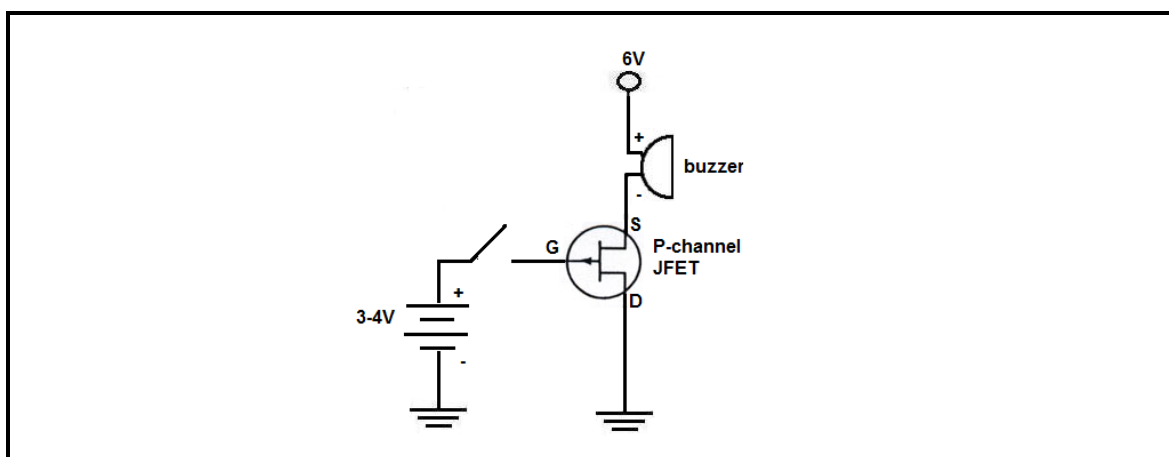 6V
+
buzzer
-
S
G
P-channel
JFET
D
+
3-4V
-